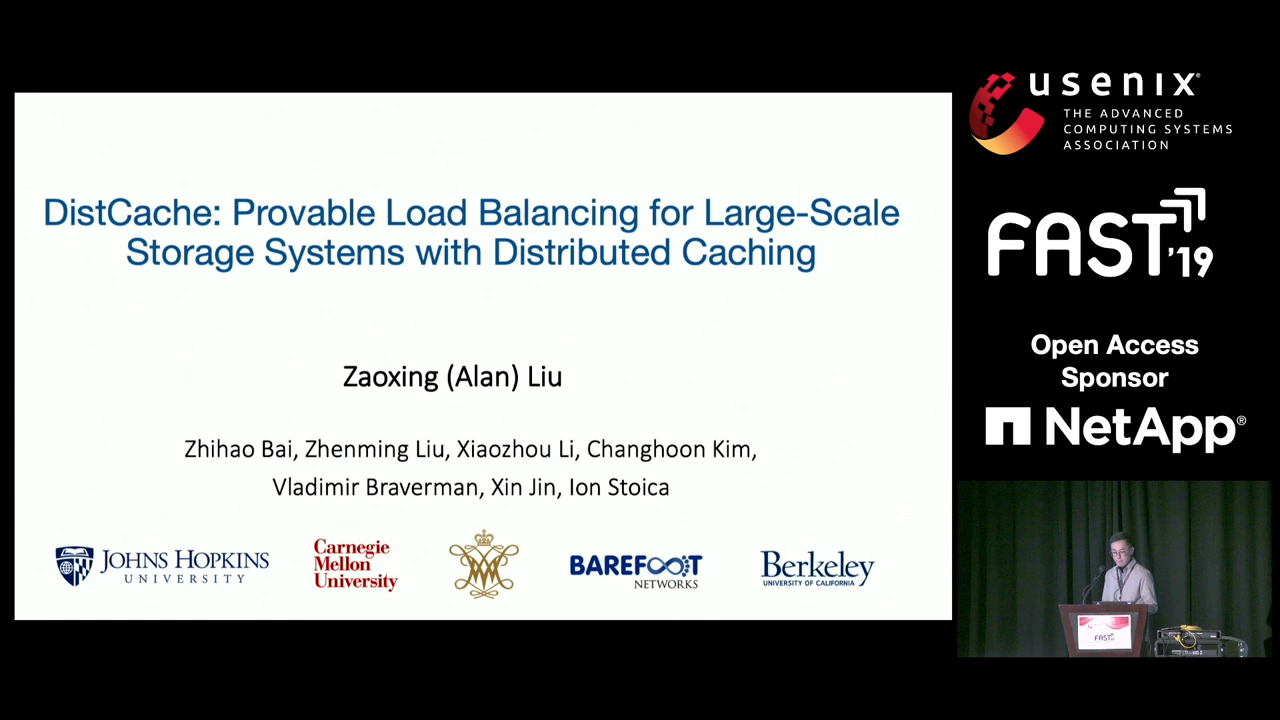 DistCache: Provable Load Balancing for Large-Scale
Storage Systems with Distributed Caching
Zaoxing (Alan) Liu
Zhihao Bai, Zhenming Liu, Xiaozhou Li, Changhoon Kim,
Vladimir Braverman, Xin Jin, Ion Stoica
JOHNS HOPKINS
UNIVERSITY
Carnegie
Mellon
University
BAREFOOT
NETWORKS
Berkeley
UNIVERSITY OF CALIFORNIA
usenix®
THE ADVANCED
COMPUTING SYSTEMS
ASSOCIATION
FAST '19
Open Access
Sponsor
NetApp®
FAST